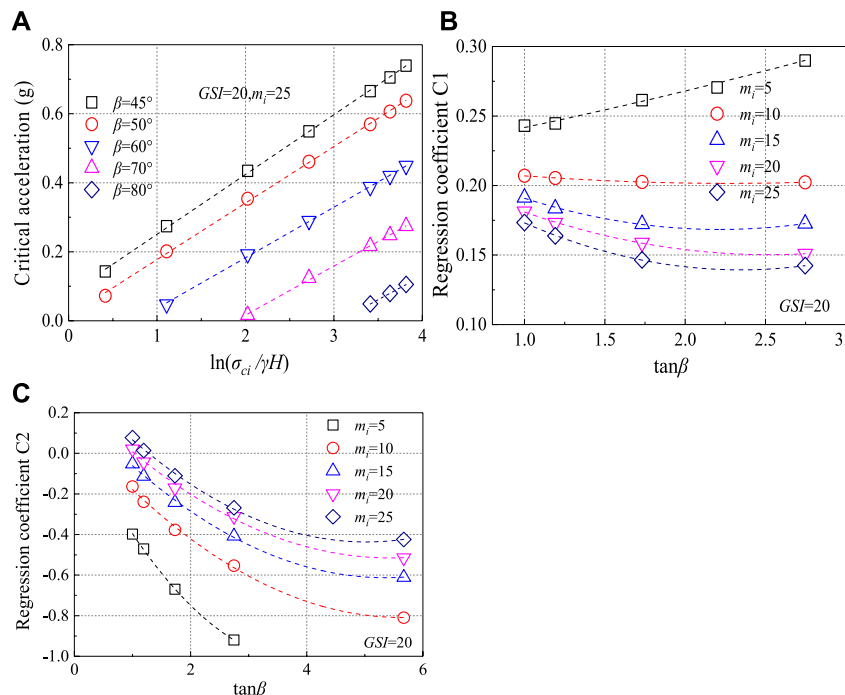 A
Critical acceleration (g)
0.8
0.6
0.4
0.2
0.0
GSI=20,mi=25
β=45°
β=50°
β=60°
β=70°
β=80°
0 1 2 3 4
ln(σci /γH)
B
Regression coefficient C1
0.30
0.25
0.20
0.15
0.10
mi=5
mi=10
mi=15
mi=20
mi=25
GSI=20
1.0 1.5 2.0 2.5 3.
tanβ
C
Regression coefficient C2
0.2
0.0
-0.2
-0.4
-0.6
-0.8
-1.0
mi=5
mi=10
mi=15
mi=20
mi=25
GSI=20
0 2 4 6
tanβ